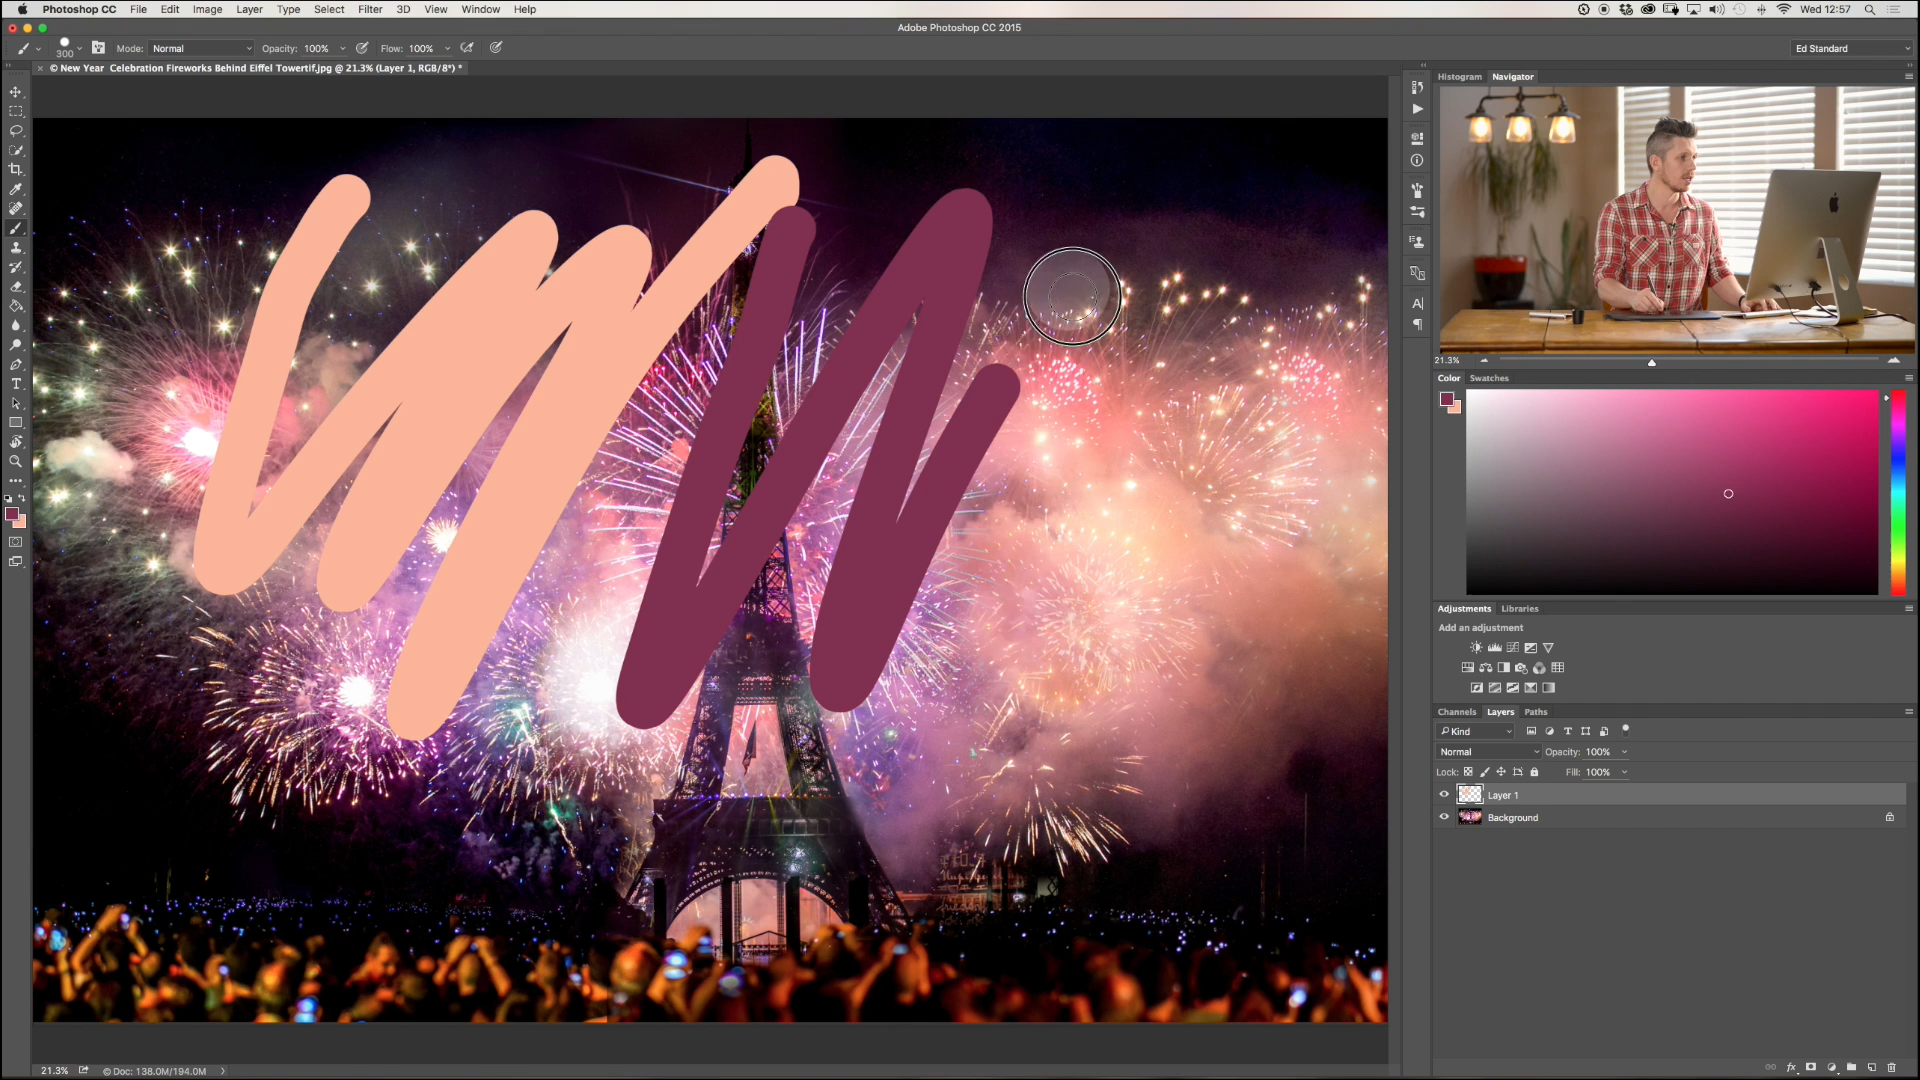 Photoshop CC File Edit Image Layer Type Select Filter 3D View Window Help Wed 12:57
Adobe Photoshop CC 2015
300 Mode: Normal Opacity: 100% Flow: 100% Ed Standard
× © New Year Celebration Fireworks Behind Eiffel Towertif.jpg @ 21.3% (Layer 1, RGB/8*) *
Histogram Navigator
21.3%
Color Swatches
Adjustments Libraries
Add an adjustment
Channels Layers Paths
Kind
Normal Opacity: 100%
Lock: Fill: 100%
Layer 1
Background
21.3% © Doc: 138.0M/194.0M